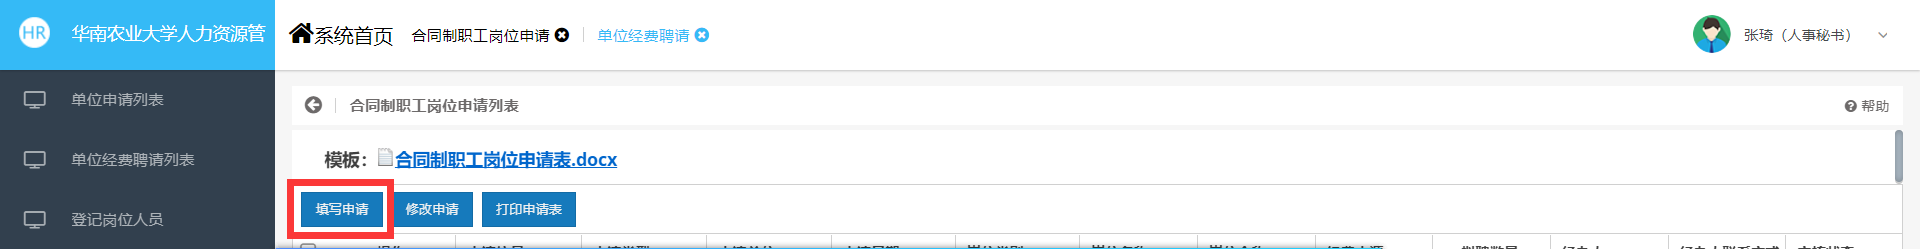 HR 华南农业大学人力资源管
系统首页 合同制职工岗位申请 单位经费聘请
张琦（人事秘书）
单位申请列表
单位经费聘请列表
登记岗位人员
合同制职工岗位申请列表
帮助
模板：合同制职工岗位申请表.docx
填写申请 修改申请 打印申请表